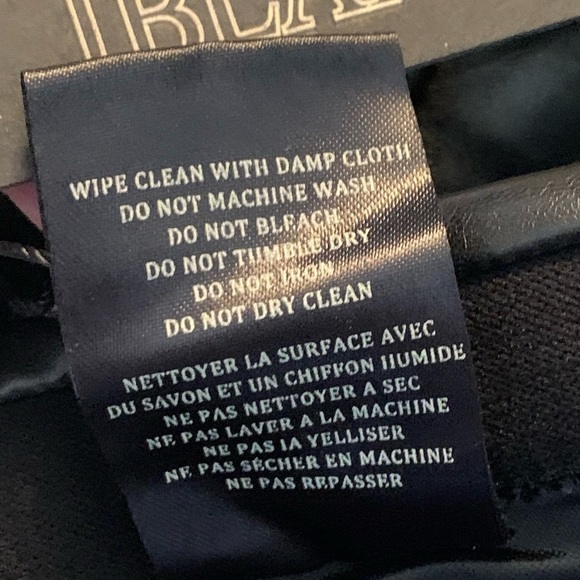 WIPE CLEAN WITH DAMP CLOTH
DO NOT MACHINE WASH
DO NOT BLEACH
DO NOT TUMBLE DRY
DO NOT IRON
DO NOT DRY CLEAN
NETTOYER LA SURFACE AVEC
DU SAVON ET UN CHIFFON HUMIDE
NE PAS NETTOYER A SEC
NE PAS LAVER A LA MACHINE
NE PAS IA YELLISER
NE PAS SÉCHER EN MACHINE
NE PAS REPASSER